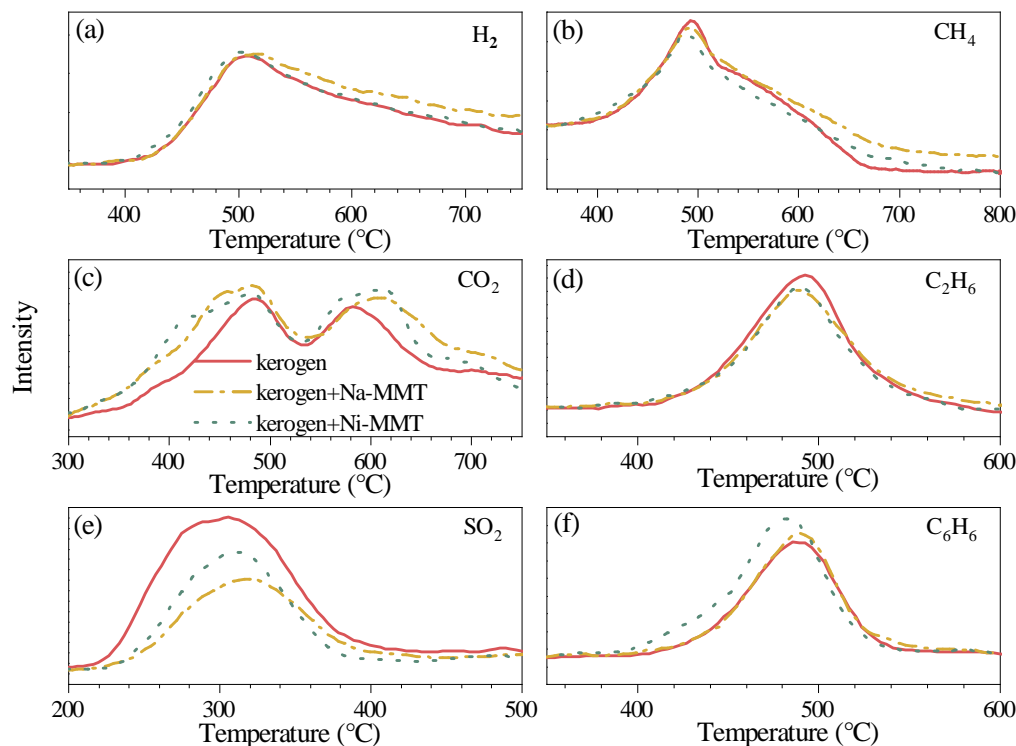 (a) H₂
(b) CH₄
400 500 600 700
Temperature (°C)
400 500 600 700 800
Temperature (°C)
Intensity
(c) CO₂
kerogen
kerogen+Na-MMT
kerogen+Ni-MMT
(d) C₂H₆
300 400 500 600 700
Temperature (°C)
400 500 600
Temperature (°C)
(e) SO₂
(f) C₆H₆
200 300 400 500
Temperature (°C)
400 500 600
Temperature (°C)